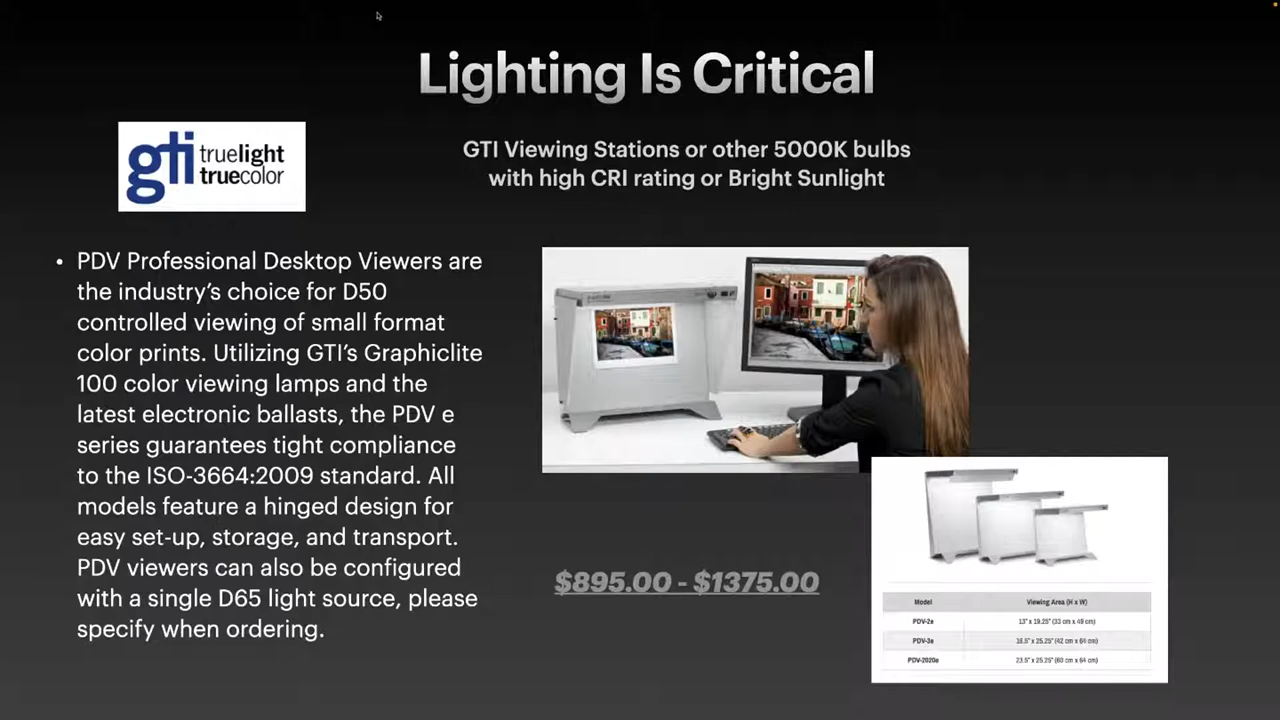 Lighting Is Critical
gti truelight
truecolor
GTI Viewing Stations or other 5000K bulbs
with high CRI rating or Bright Sunlight
• PDV Professional Desktop Viewers are
the industry’s choice for D50
controlled viewing of small format
color prints. Utilizing GTI’s Graphiclite
100 color viewing lamps and the
latest electronic ballasts, the PDV e
series guarantees tight compliance
to the ISO-3664:2009 standard. All
models feature a hinged design for
easy set-up, storage, and transport.
PDV viewers can also be configured
with a single D65 light source, please
specify when ordering.
$895.00 - $1375.00
Model Viewing Area (H x W)
PDV-2e 13" x 19.25" (33 cm x 49 cm)
PDV-3e 16.5" x 25.25" (42 cm x 64 cm)
PDV-2020e 23.5" x 25.25" (60 cm x 64 cm)